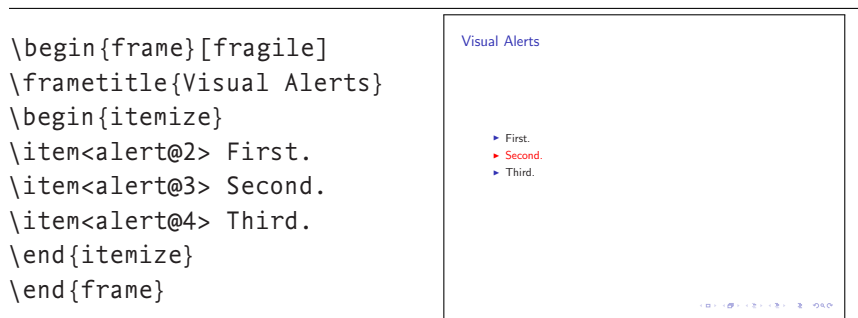 \begin{frame}[fragile]
\frametitle{Visual Alerts}
\begin{itemize}
\item<alert@2> First.
\item<alert@3> Second.
\item<alert@4> Third.
\end{itemize}
\end{frame}
Visual Alerts
First.
Second.
Third.